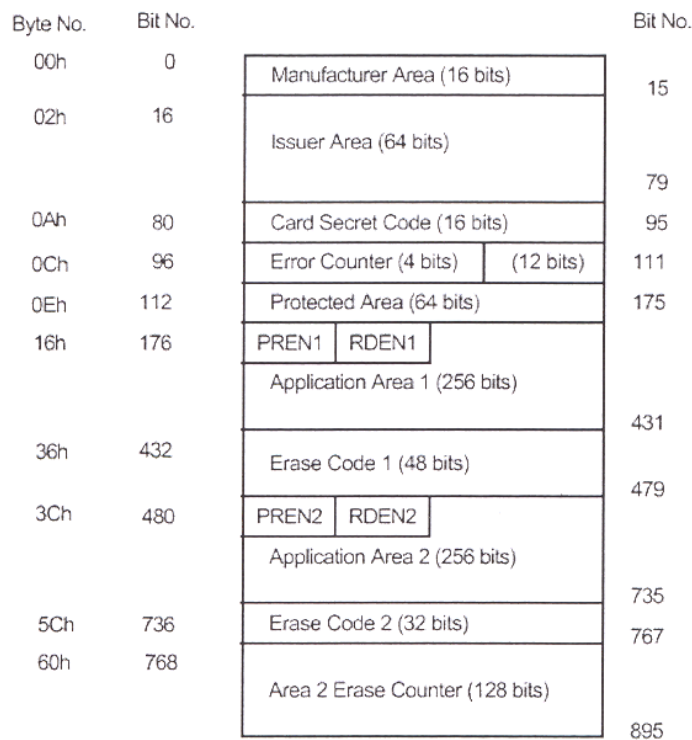 Byte No. Bit No. Bit No.
00h 0 Manufacturer Area (16 bits) 15
02h 16 Issuer Area (64 bits) 79
0Ah 80 Card Secret Code (16 bits) 95
0Ch 96 Error Counter (4 bits) (12 bits) 111
0Eh 112 Protected Area (64 bits) 175
16h 176 PREN1 RDEN1
Application Area 1 (256 bits)
431
36h 432 Erase Code 1 (48 bits)
479
3Ch 480 PREN2 RDEN2
Application Area 2 (256 bits)
735
5Ch 736 Erase Code 2 (32 bits) 767
60h 768
Area 2 Erase Counter (128 bits)
895